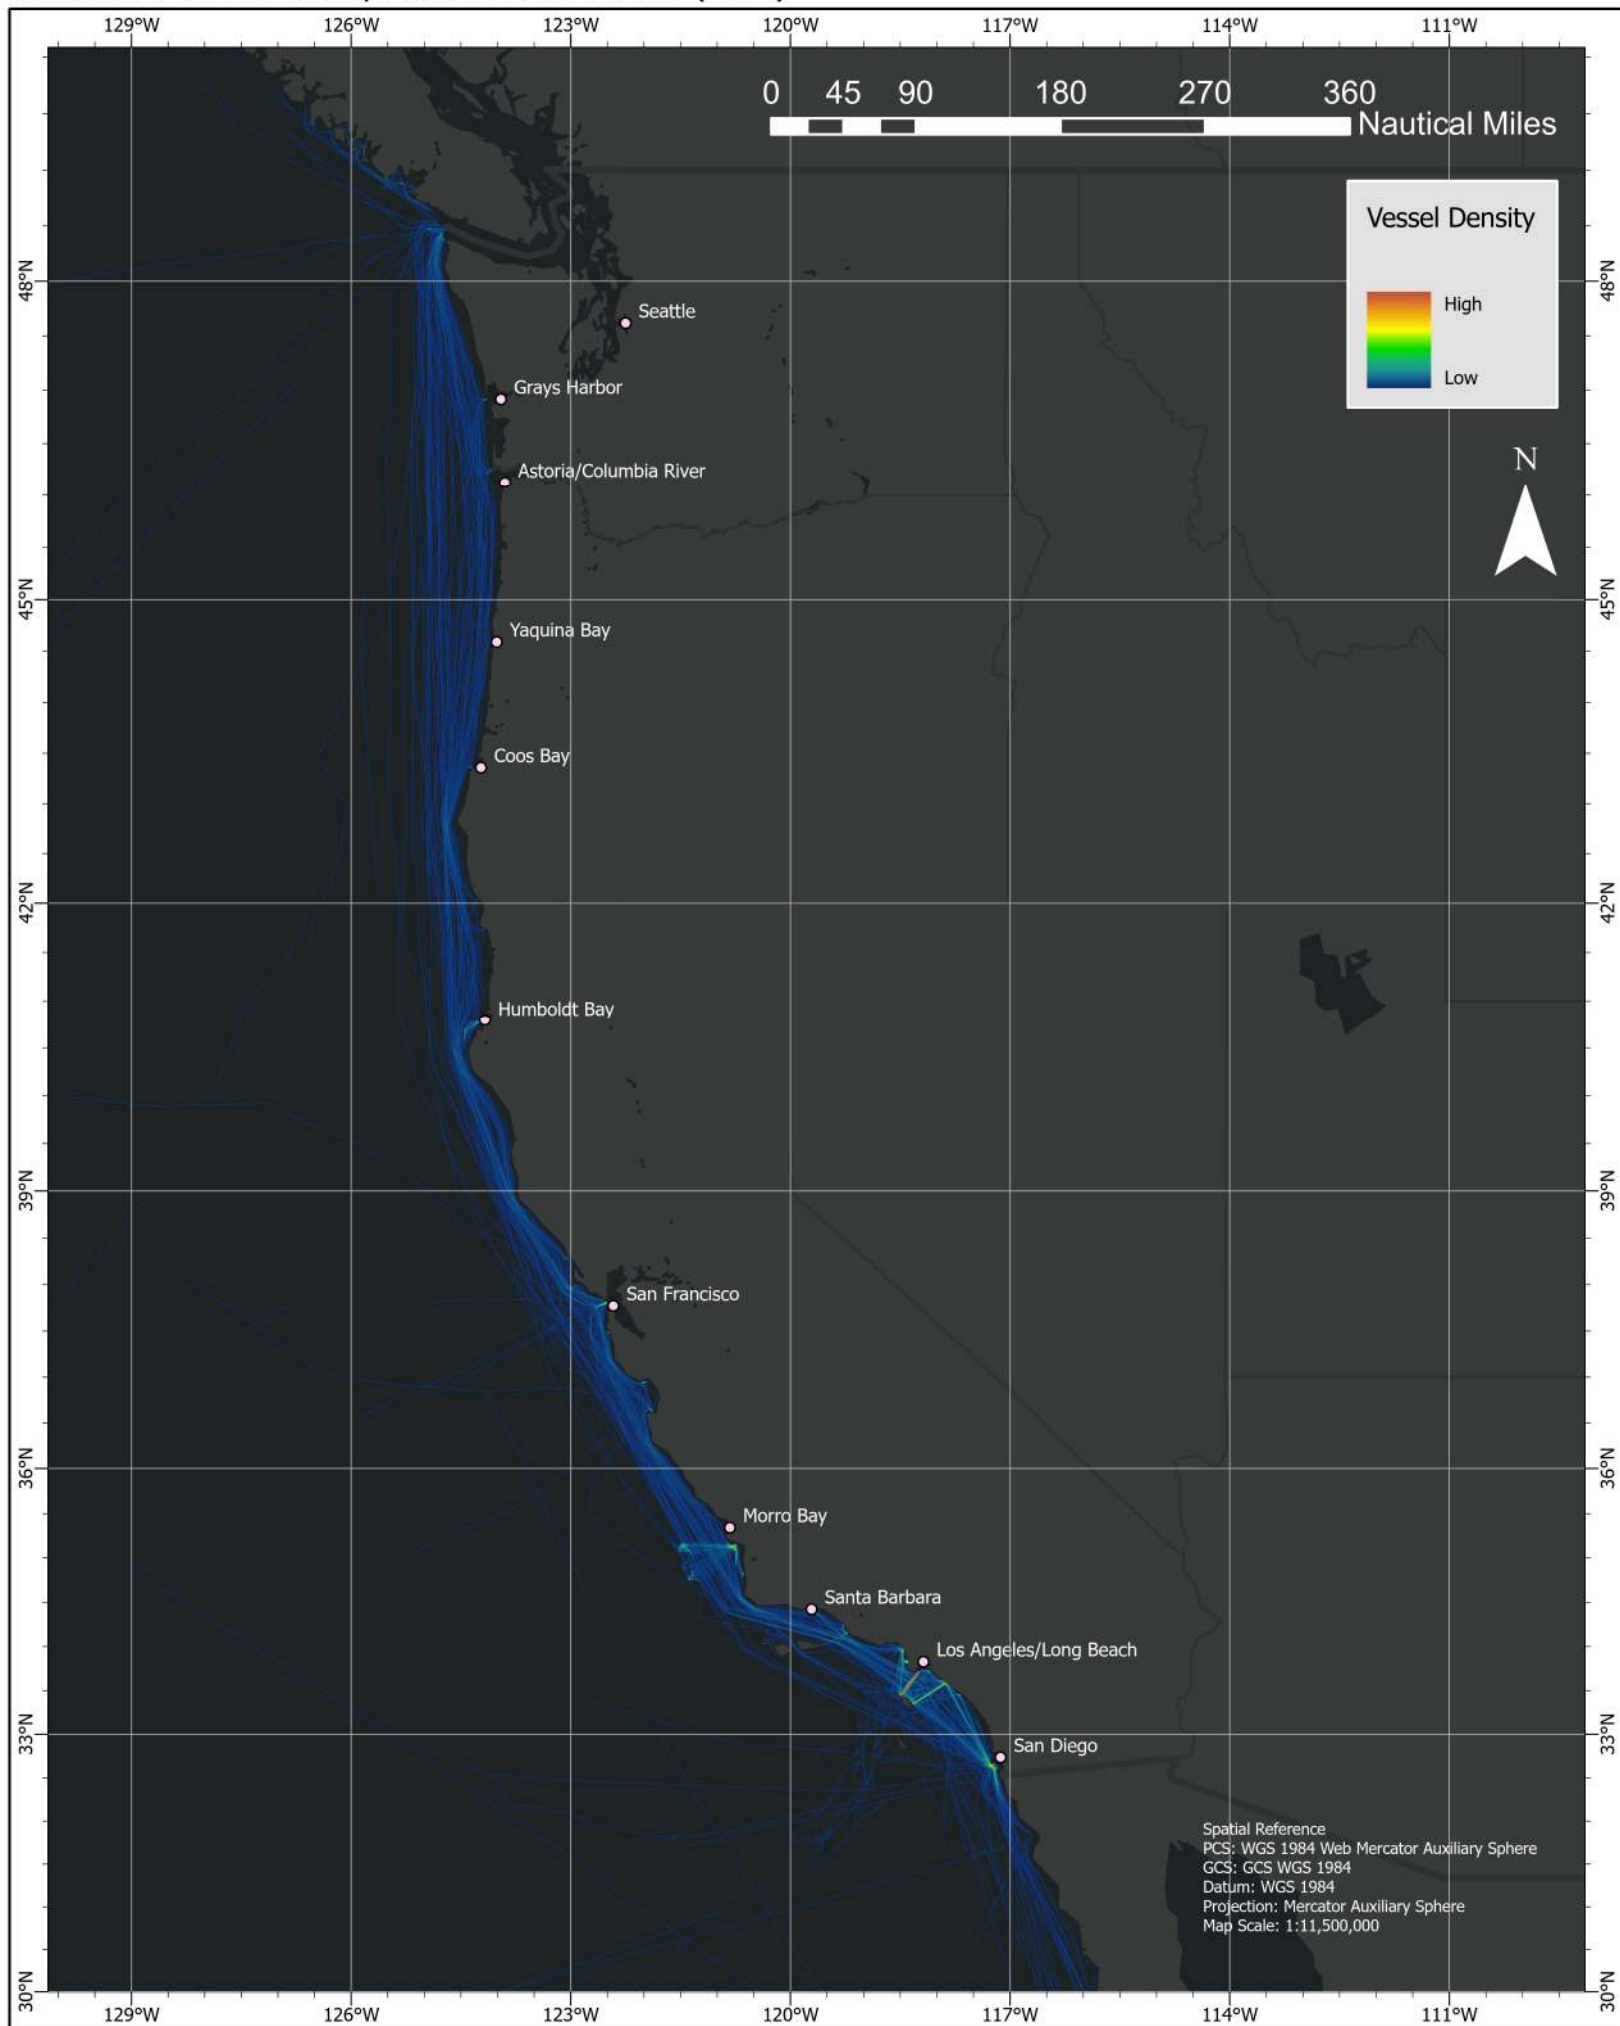 129°W 126°W 123°W 120°W 117°W 114°W 111°W
0 45 90 180 270 360
Nautical Miles
Vessel Density
High
Low
N
48°N 48°N
Seattle
Grays Harbor
Astoria/Columbia River
45°N 45°N
Yaquina Bay
Coos Bay
42°N 42°N
Humboldt Bay
39°N 39°N
San Francisco
36°N 36°N
Morro Bay
Santa Barbara
Los Angeles/Long Beach
33°N 33°N
San Diego
Spatial Reference
PCS: WGS 1984 Web Mercator Auxiliary Sphere
GCS: GCS WGS 1984
Datum: WGS 1984
Projection: Mercator Auxiliary Sphere
Map Scale: 1:11,500,000
30°N 30°N
129°W 126°W 123°W 120°W 117°W 114°W 111°W